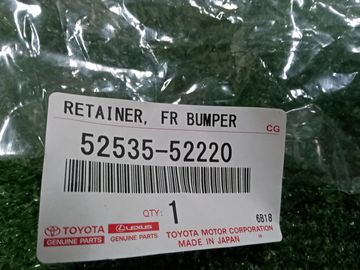 RETAINER, FR BUMPER
CG
52535-52220
QTY: 1
6B18
TOYOTA
GENUINE PARTS
LEXUS
GENUINE PARTS
TOYOTA MOTOR CORPORATION
MADE IN JAPAN